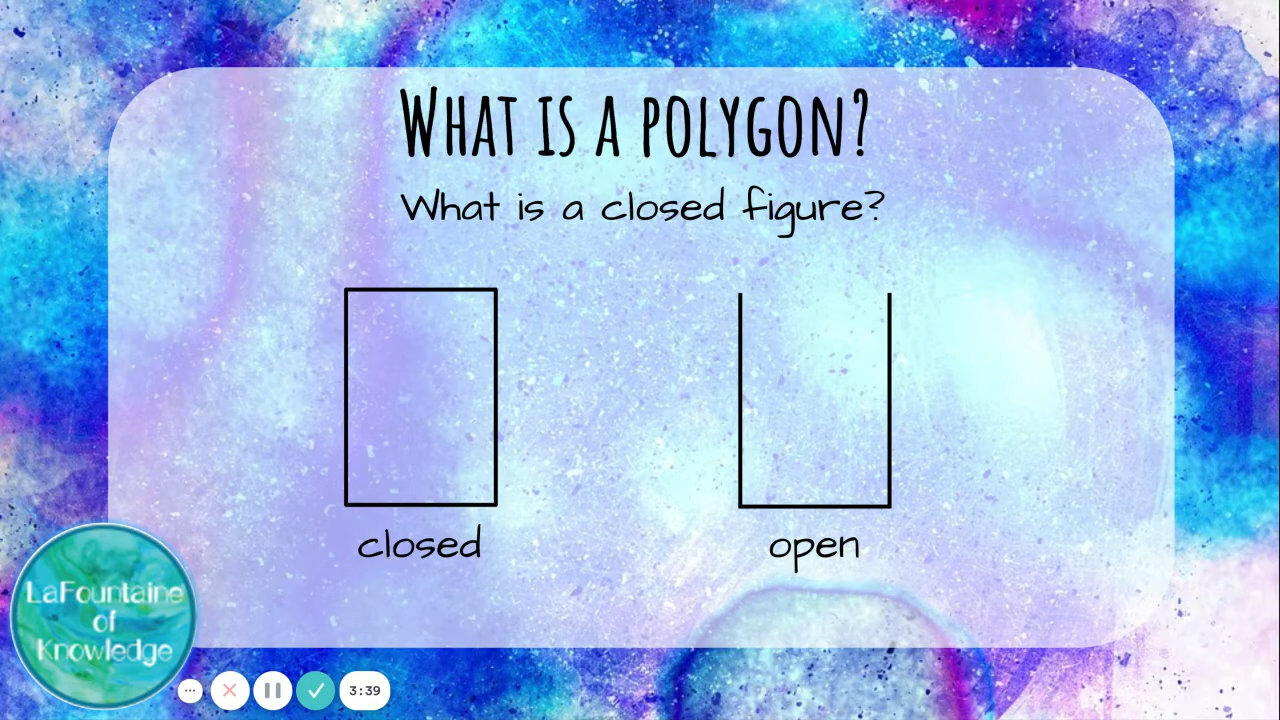 What is a polygon?
What is a closed figure?
closed
open
LaFountaine
of
Knowledge
3:39